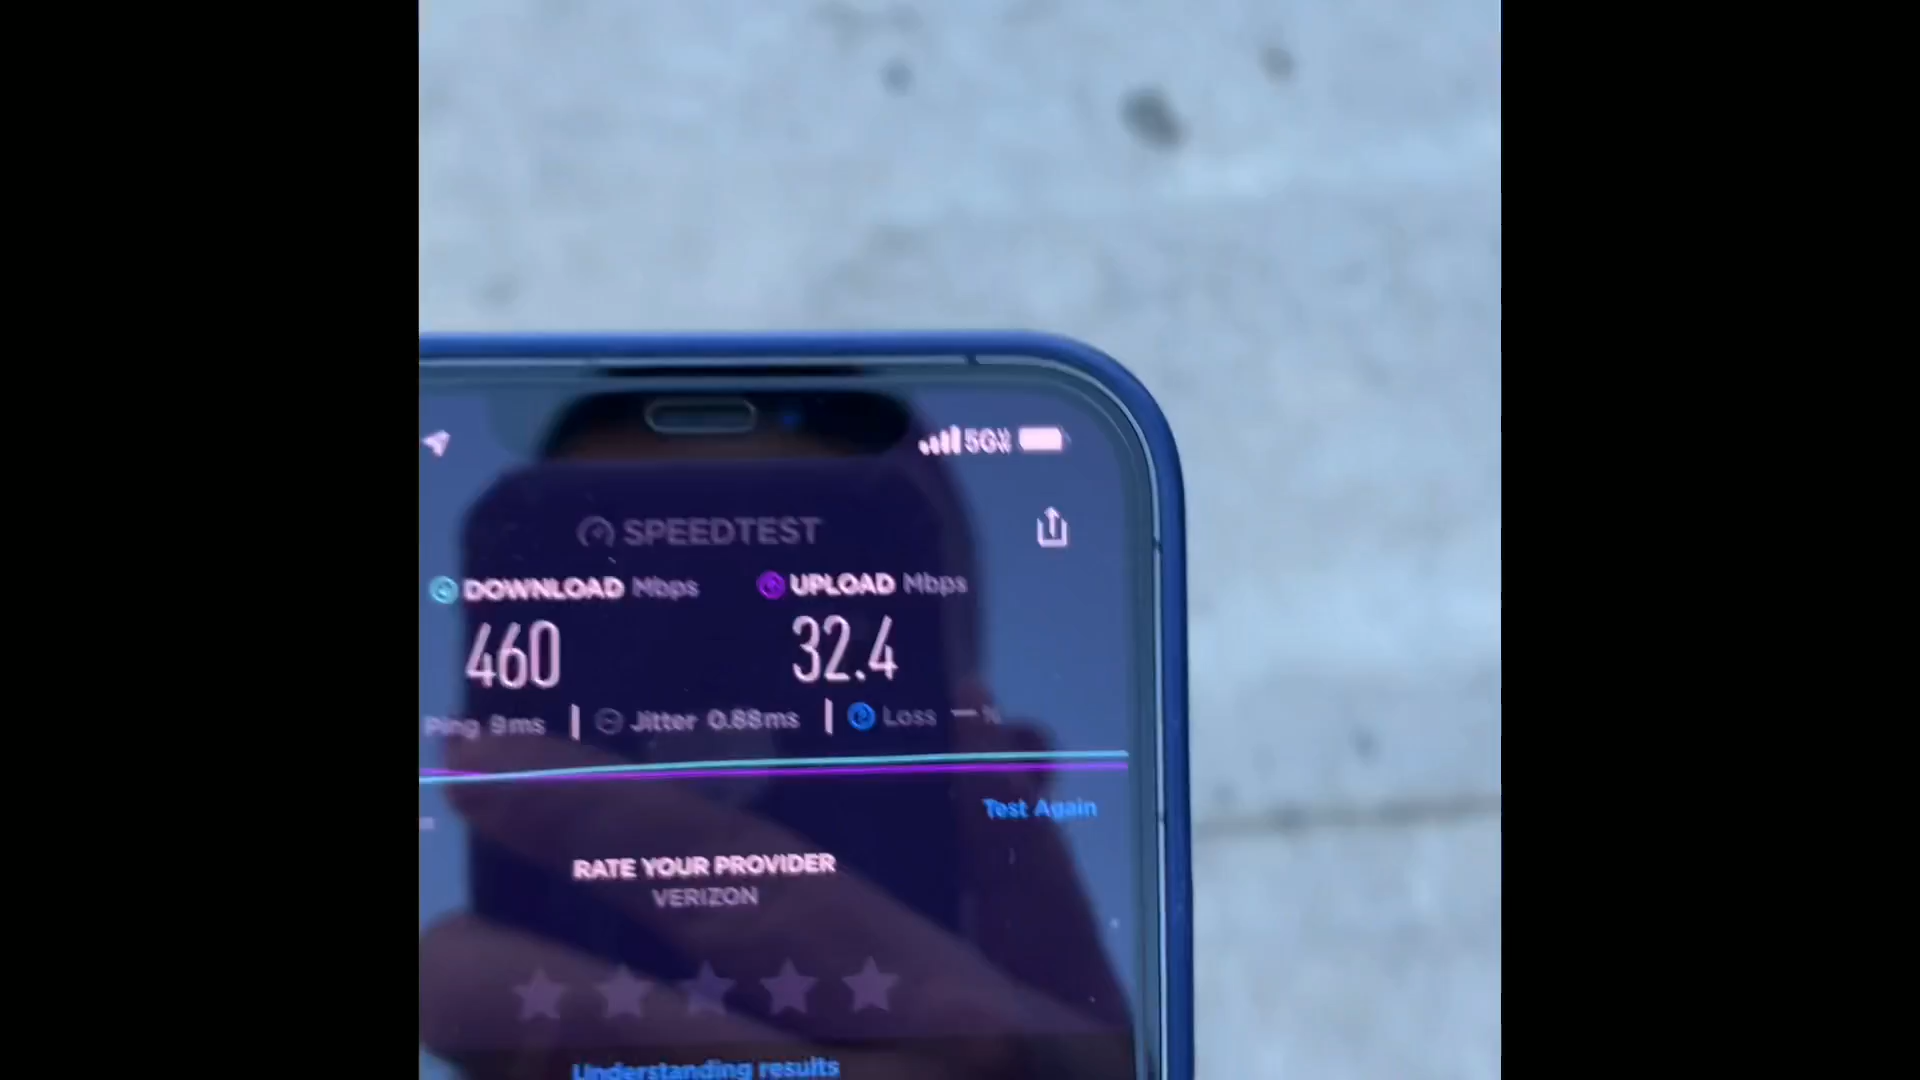 5G
SPEEDTEST
DOWNLOAD Mbps
UPLOAD Mbps
460
32.4
Ping 9ms
Jitter 0.88ms
Loss —
Test Again
RATE YOUR PROVIDER
VERIZON
Understanding results